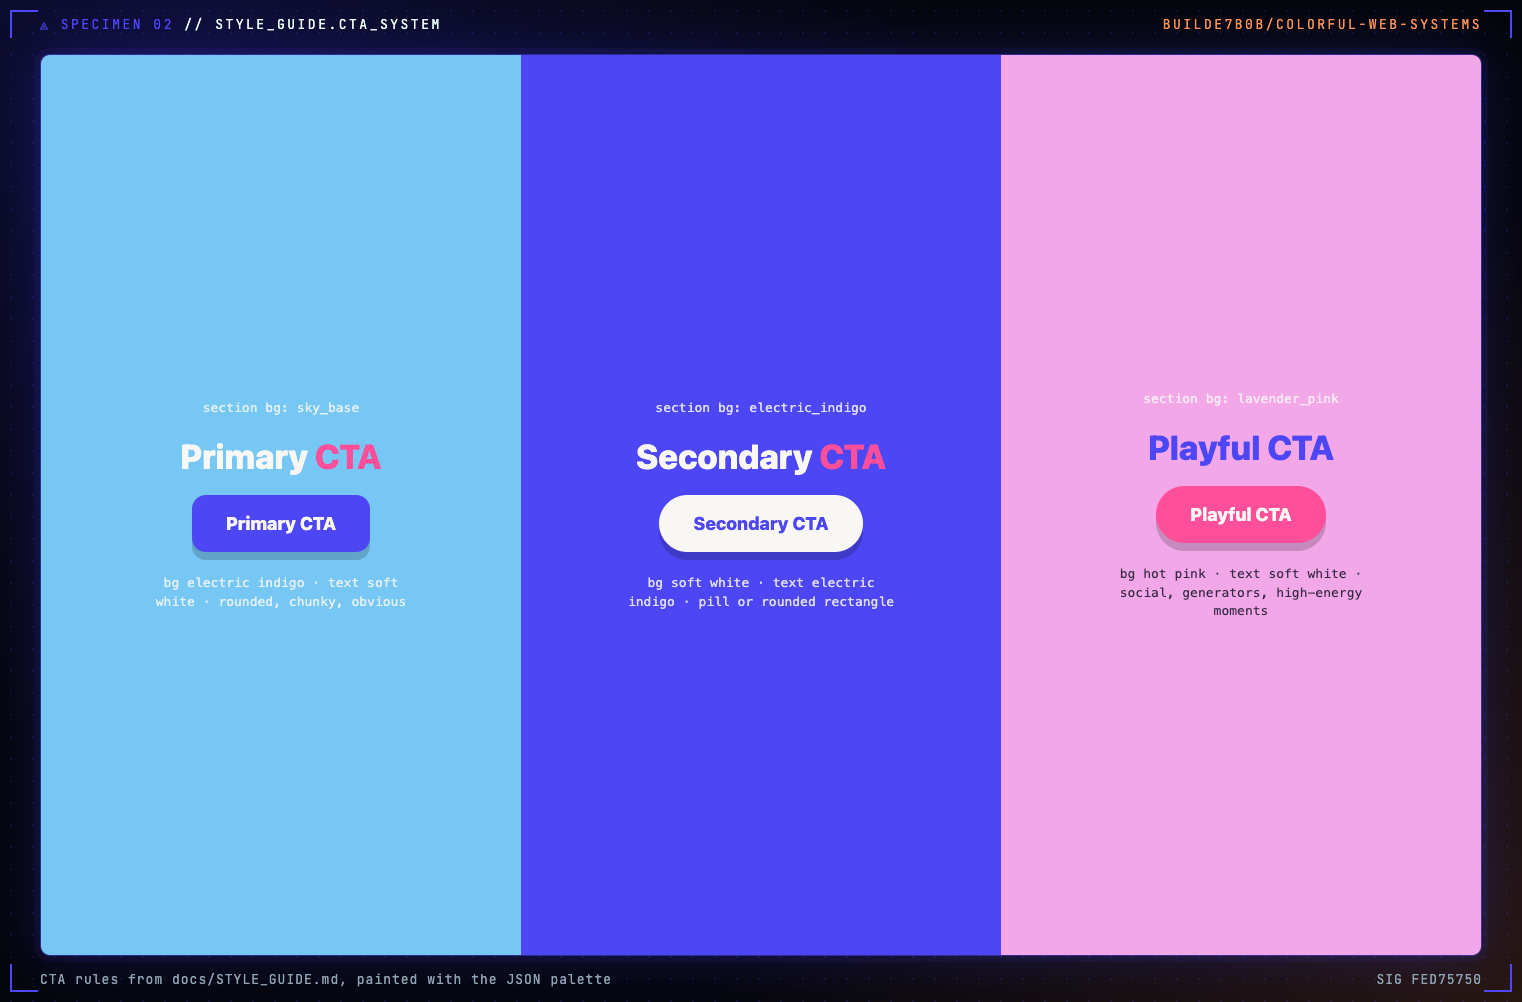 ◬ SPECIMEN 02 // STYLE_GUIDE.CTA_SYSTEM
BUILDE7B0B/COLORFUL-WEB-SYSTEMS
section bg: sky_base
Primary CTA
Primary CTA
bg electric indigo · text soft
white · rounded, chunky, obvious
section bg: electric_indigo
Secondary CTA
Secondary CTA
bg soft white · text electric
indigo · pill or rounded rectangle
section bg: lavender_pink
Playful CTA
Playful CTA
bg hot pink · text soft white ·
social, generators, high-energy
moments
CTA rules from docs/STYLE_GUIDE.md, painted with the JSON palette
SIG FED75750